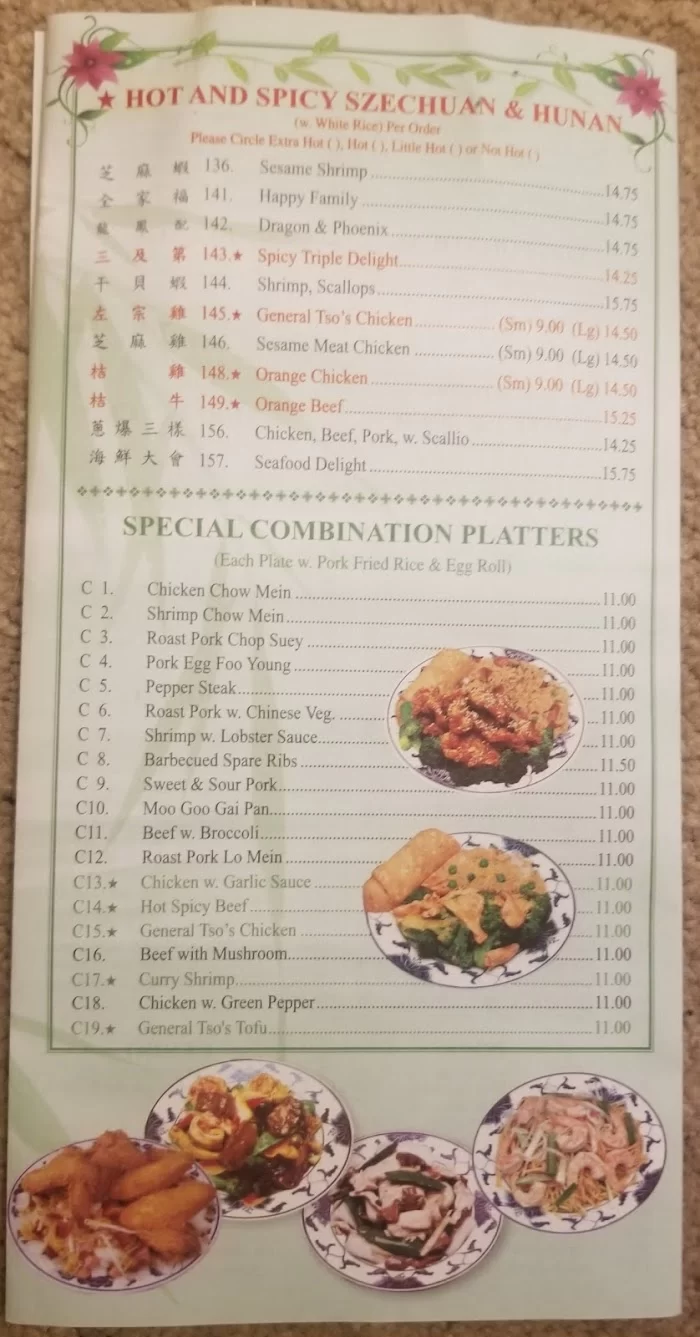 ★ HOT AND SPICY SZECHUAN & HUNAN
(w. White Rice) Per Order
Please Circle Extra Hot ( ), Hot ( ), Little Hot ( ) or Not Hot ( )
芝 麻 蝦 136. Sesame Shrimp 14.75
全 家 福 141. Happy Family 14.75
龍 鳳 配 142. Dragon & Phoenix 14.75
三 及 第 143.★ Spicy Triple Delight 14.25
干 貝 蝦 144. Shrimp, Scallops 15.75
左 宗 雞 145.★ General Tso's Chicken (Sm) 9.00 (Lg) 14.50
芝 麻 雞 146. Sesame Meat Chicken (Sm) 9.00 (Lg) 14.50
桔 雞 148.★ Orange Chicken (Sm) 9.00 (Lg) 14.50
桔 牛 149.★ Orange Beef 15.25
蔥 爆 三 樣 156. Chicken, Beef, Pork, w. Scallio 14.25
海 鮮 大 會 157. Seafood Delight 15.75
SPECIAL COMBINATION PLATTERS
(Each Plate w. Pork Fried Rice & Egg Roll)
C 1. Chicken Chow Mein 11.00
C 2. Shrimp Chow Mein 11.00
C 3. Roast Pork Chop Suey 11.00
C 4. Pork Egg Foo Young 11.00
C 5. Pepper Steak 11.00
C 6. Roast Pork w. Chinese Veg. 11.00
C 7. Shrimp w. Lobster Sauce 11.00
C 8. Barbecued Spare Ribs 11.50
C 9. Sweet & Sour Pork 11.00
C10. Moo Goo Gai Pan 11.00
C11. Beef w. Broccoli 11.00
C12. Roast Pork Lo Mein 11.00
C13.★ Chicken w. Garlic Sauce 11.00
C14.★ Hot Spicy Beef 11.00
C15.★ General Tso's Chicken 11.00
C16. Beef with Mushroom 11.00
C17.★ Curry Shrimp 11.00
C18. Chicken w. Green Pepper 11.00
C19.★ General Tso's Tofu 11.00